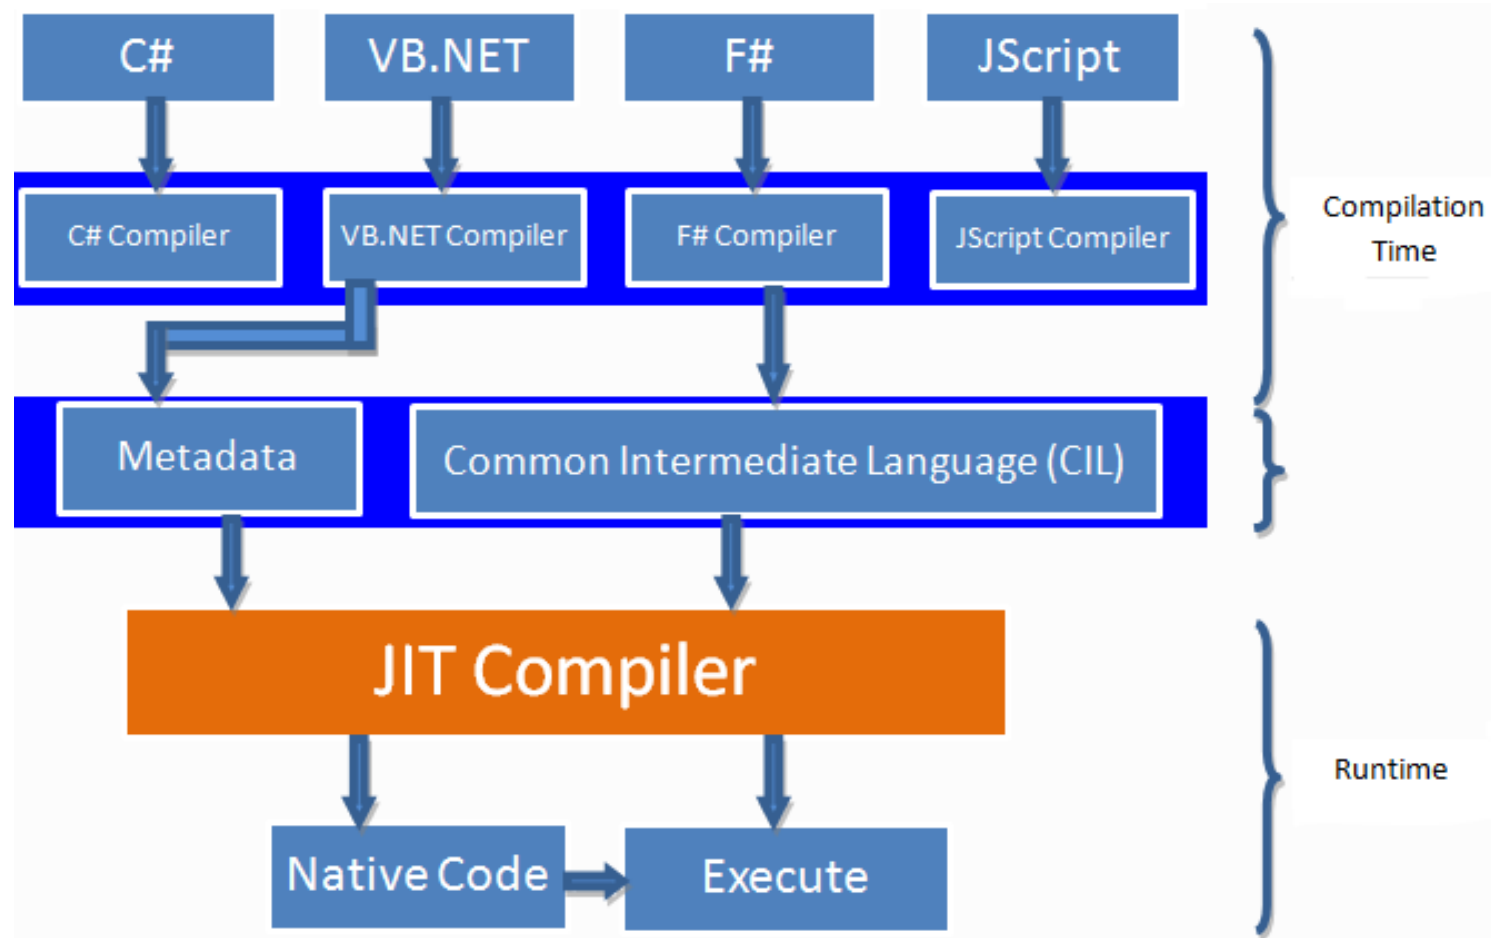 C#
VB.NET
F#
JScript
C# Compiler
VB.NET Compiler
F# Compiler
JScript Compiler
Compilation
Time
Metadata
Common Intermediate Language (CIL)
JIT Compiler
Runtime
Native Code
Execute